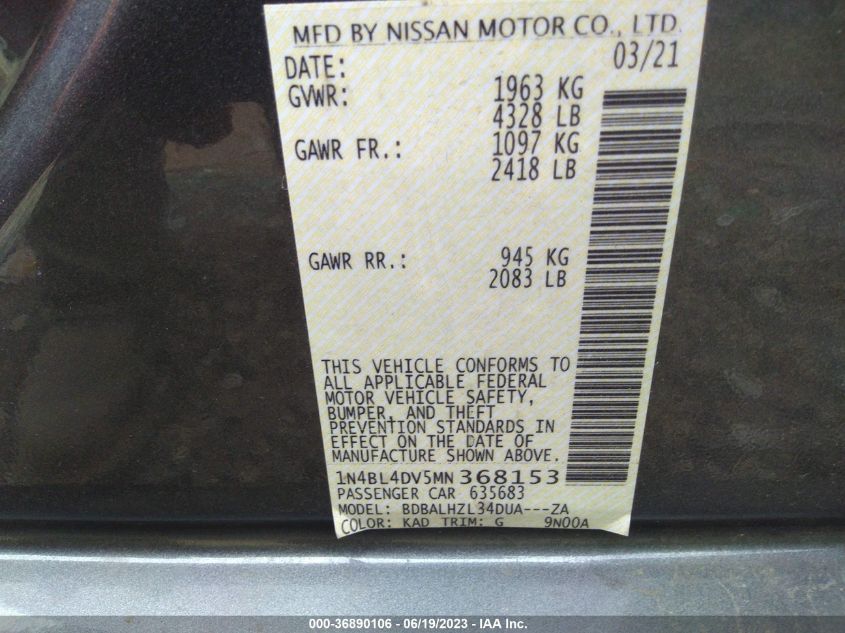 MFD BY NISSAN MOTOR CO., LTD.
DATE: 03/21
GVWR: 1963 KG
4328 LB
GAWR FR.: 1097 KG
2418 LB
GAWR RR.: 945 KG
2083 LB
THIS VEHICLE CONFORMS TO
ALL APPLICABLE FEDERAL
MOTOR VEHICLE SAFETY,
BUMPER, AND THEFT
PREVENTION STANDARDS IN
EFFECT ON THE DATE OF
MANUFACTURE SHOWN ABOVE.
1N4BL4DV5MN368153
PASSENGER CAR 635683
MODEL: BDBALHZL34DUA---ZA
COLOR: KAD TRIM: G 9N00A
000-36890106 - 06/19/2023 - IAA Inc.